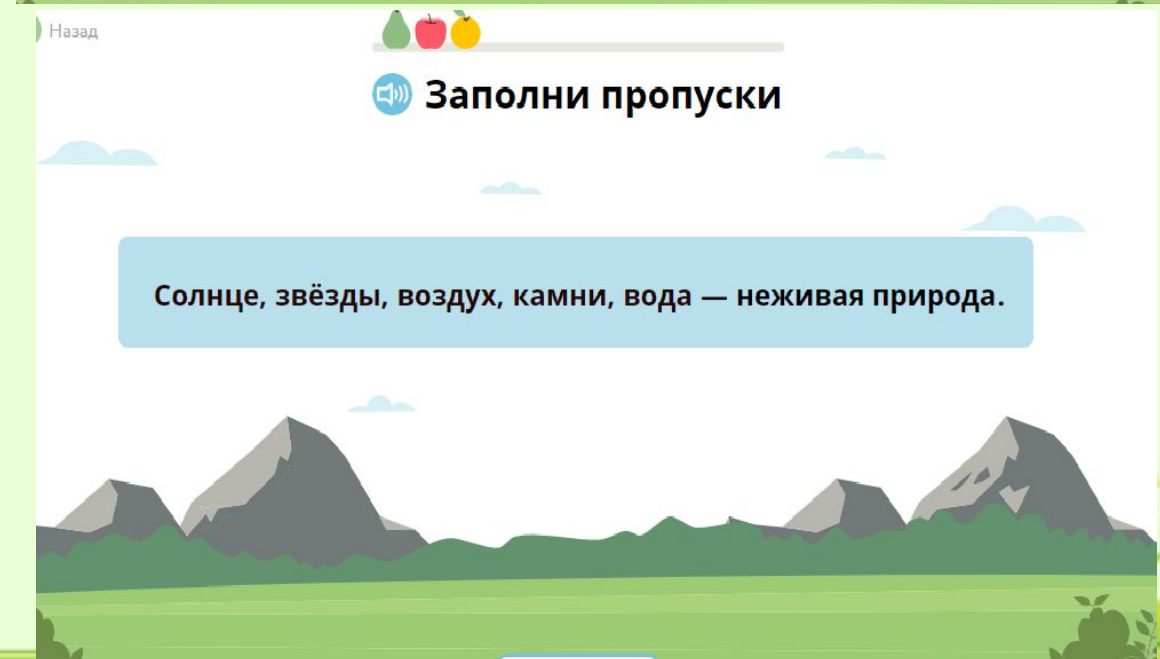 Назад
Заполни пропуски
Солнце, звёзды, воздух, камни, вода — неживая природа.